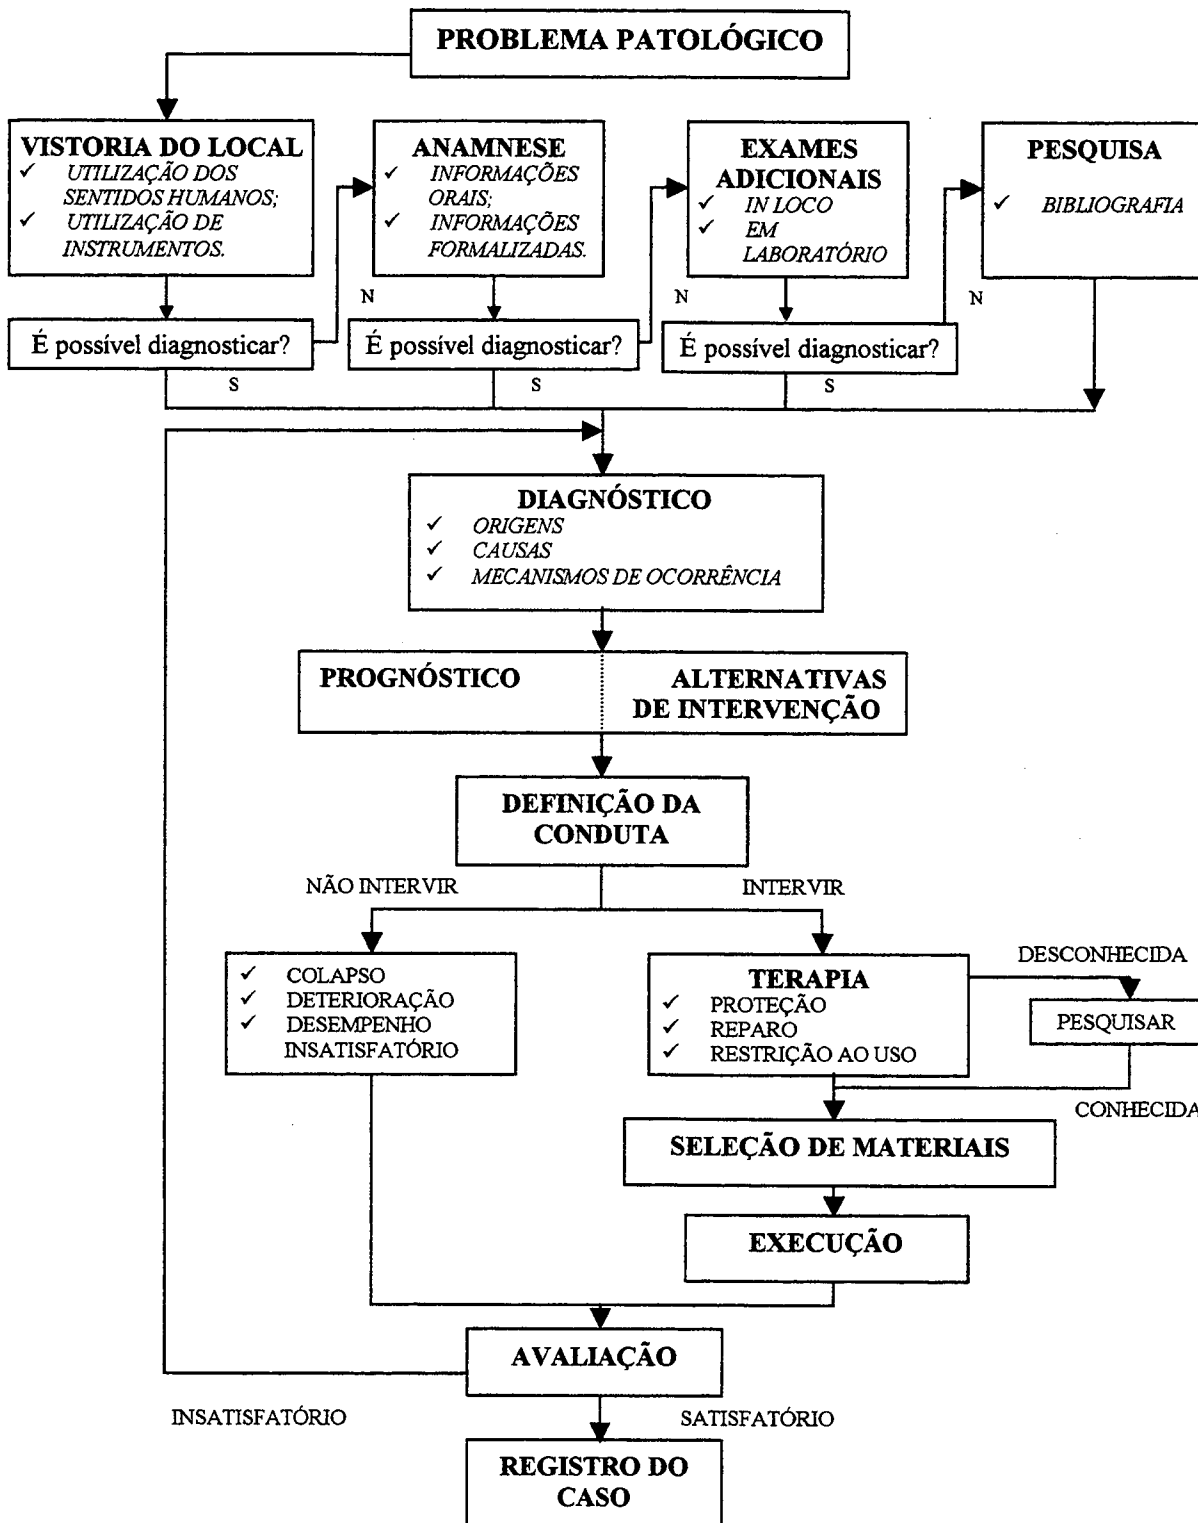 PROBLEMA PATOLÓGICO
VISTORIA DO LOCAL
✓ UTILIZAÇÃO DOS
SENTIDOS HUMANOS;
✓ UTILIZAÇÃO DE
INSTRUMENTOS.
ANAMNESE
✓ INFORMAÇÕES
ORAIS;
✓ INFORMAÇÕES
FORMALIZADAS.
EXAMES
ADICIONAIS
✓ IN LOCO
✓ EM
LABORATÓRIO
PESQUISA
✓ BIBLIOGRAFIA
N
N
N
É possível diagnosticar?
É possível diagnosticar?
É possível diagnosticar?
S
S
S
DIAGNÓSTICO
✓ ORIGENS
✓ CAUSAS
✓ MECANISMOS DE OCORRÊNCIA
PROGNÓSTICO
ALTERNATIVAS
DE INTERVENÇÃO
DEFINIÇÃO DA
CONDUTA
NÃO INTERVIR
INTERVIR
✓ COLAPSO
✓ DETERIORAÇÃO
✓ DESEMPENHO
INSATISFATÓRIO
TERAPIA
✓ PROTEÇÃO
✓ REPARO
✓ RESTRIÇÃO AO USO
DESCONHECIDA
PESQUISAR
CONHECIDA
SELEÇÃO DE MATERIAIS
EXECUÇÃO
AVALIAÇÃO
INSATISFATÓRIO
SATISFATÓRIO
REGISTRO DO
CASO